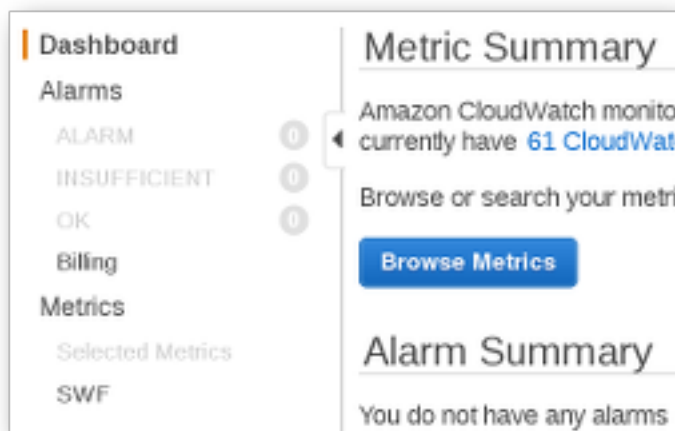 Dashboard
Alarms
ALARM 0
INSUFFICIENT 0
OK 0
Billing
Metrics
Selected Metrics
SWF
Metric Summary
Amazon CloudWatch monito
currently have 61 CloudWat
Browse or search your metri
Browse Metrics
Alarm Summary
You do not have any alarms